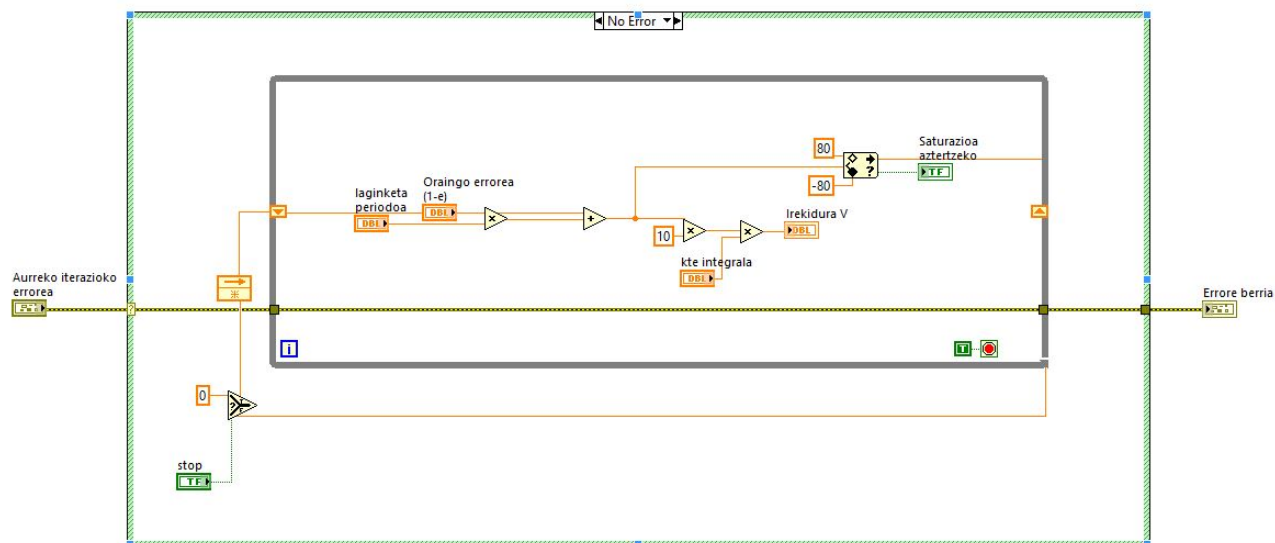 No Error
80
Saturazioa
aztertzeko
TF
-80
Oraingo errorea
(1-e)
DBL
laginketa
periodoa
DBL
Irekidura V
DBL
10
kte integrala
DBL
Aurreko iterazioko
errorea
Errore berria
i
T
0
T
F
stop
TF